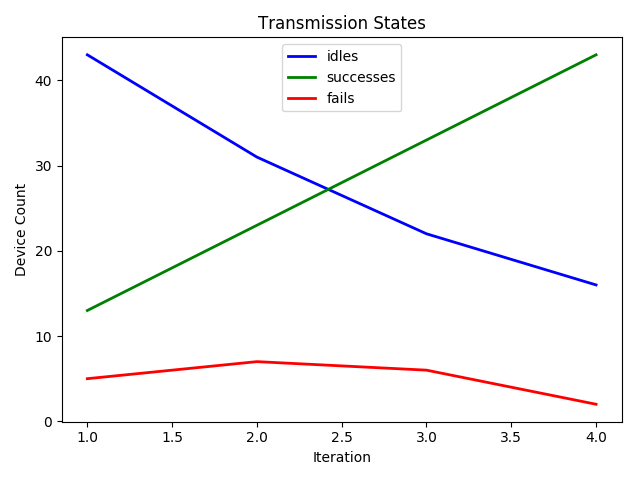 Transmission States
idles
successes
fails
Device Count
40
30
20
10
0
1.0 1.5 2.0 2.5 3.0 3.5 4.0
Iteration